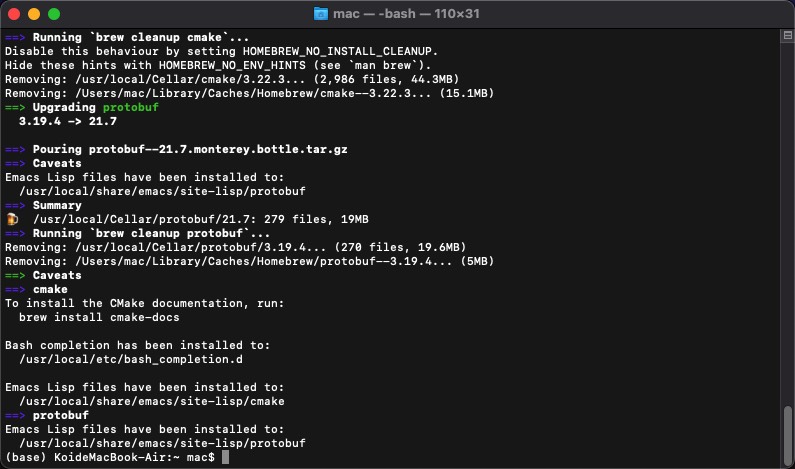 mac — -bash — 110×31
==> Running `brew cleanup cmake`...
Disable this behaviour by setting HOMEBREW_NO_INSTALL_CLEANUP.
Hide these hints with HOMEBREW_NO_ENV_HINTS (see `man brew`).
Removing: /usr/local/Cellar/cmake/3.22.3... (2,986 files, 44.3MB)
Removing: /Users/mac/Library/Caches/Homebrew/cmake--3.22.3... (15.1MB)
==> Upgrading protobuf
  3.19.4 -> 21.7

==> Pouring protobuf--21.7.monterey.bottle.tar.gz
==> Caveats
Emacs Lisp files have been installed to:
  /usr/local/share/emacs/site-lisp/protobuf
==> Summary
🍺  /usr/local/Cellar/protobuf/21.7: 279 files, 19MB
==> Running `brew cleanup protobuf`...
Removing: /usr/local/Cellar/protobuf/3.19.4... (270 files, 19.6MB)
Removing: /Users/mac/Library/Caches/Homebrew/protobuf--3.19.4... (5MB)
==> Caveats
==> cmake
To install the CMake documentation, run:
  brew install cmake-docs

Bash completion has been installed to:
  /usr/local/etc/bash_completion.d

Emacs Lisp files have been installed to:
  /usr/local/share/emacs/site-lisp/cmake
==> protobuf
Emacs Lisp files have been installed to:
  /usr/local/share/emacs/site-lisp/protobuf
(base) KoideMacBook-Air:~ mac$